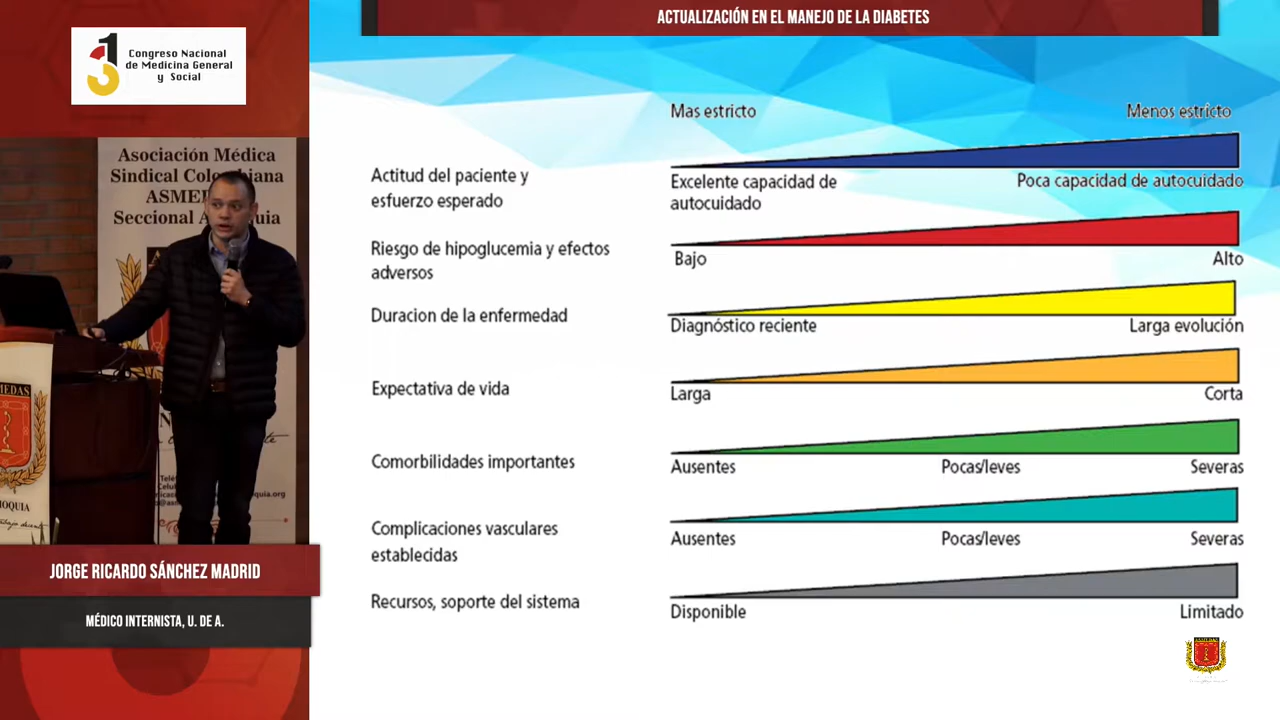 ACTUALIZACIÓN EN EL MANEJO DE LA DIABETES
31
Congreso Nacional
de Medicina General
y Social
Asociación Médica
Sindical
ASME
Seccional
MEDAS
JORGE RICARDO SÁNCHEZ MADRID
MÉDICO INTERNISTA, U. DE A.
Mas estricto
Menos estricto
Actitud del paciente y
esfuerzo esperado
Excelente capacidad de
autocuidado
Poca capacidad de autocuidado
Riesgo de hipoglucemia y efectos
adversos
Bajo
Alto
Duracion de la enfermedad
Diagnóstico reciente
Larga evolución
Expectativa de vida
Larga
Corta
Comorbilidades importantes
Ausentes
Pocas/leves
Severas
Complicaciones vasculares
establecidas
Ausentes
Pocas/leves
Severas
Recursos, soporte del sistema
Disponible
Limitado